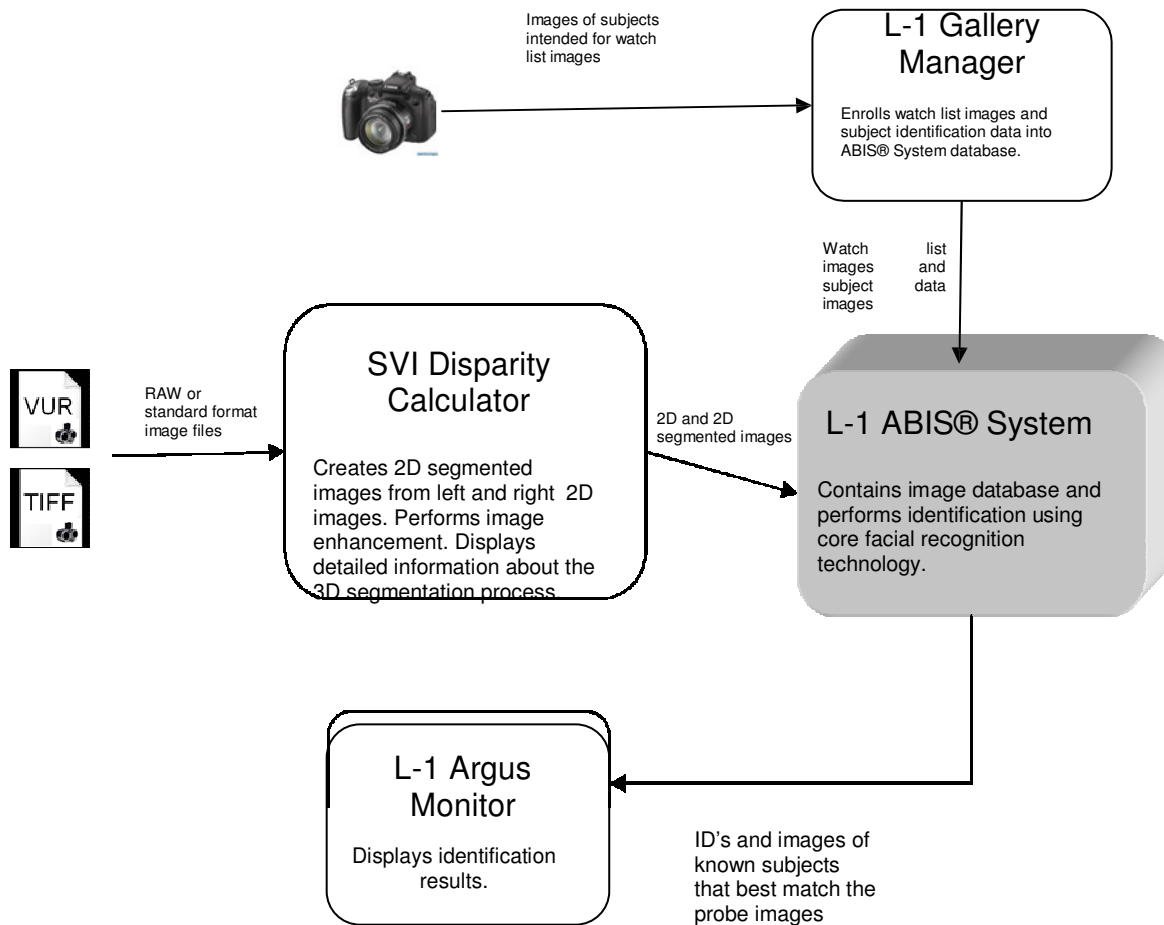 Images of subjects
intended for watch
list images
L-1 Gallery
Manager
Enrolls watch list images and
subject identification data into
ABIS® System database.
Watch list
images and
subject data
images
SVI Disparity
Calculator
Creates 2D segmented
images from left and right 2D
images. Performs image
enhancement. Displays
detailed information about the
3D segmentation process
VUR
TIFF
RAW or
standard format
image files
2D and 2D
segmented images
L-1 ABIS® System
Contains image database and
performs identification using
core facial recognition
technology.
L-1 Argus
Monitor
Displays identification
results.
ID's and images of
known subjects
that best match the
probe images